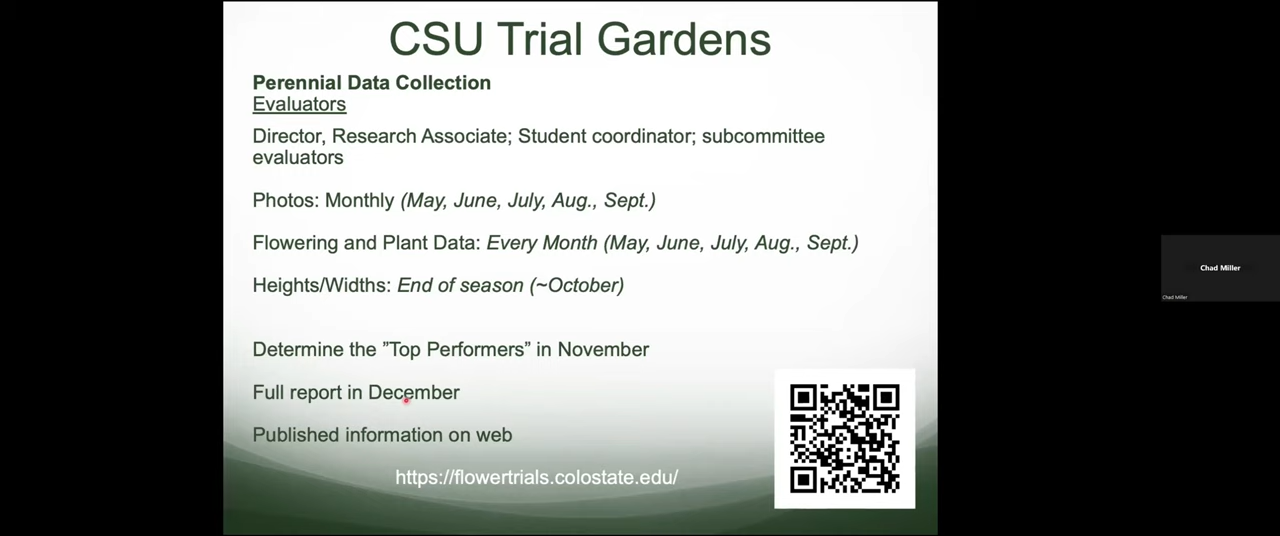 CSU Trial Gardens
Perennial Data Collection
Evaluators
Director, Research Associate; Student coordinator; subcommittee
evaluators
Photos: Monthly (May, June, July, Aug., Sept.)
Flowering and Plant Data: Every Month (May, June, July, Aug., Sept.)
Heights/Widths: End of season (~October)
Determine the ”Top Performers” in November
Full report in December
Published information on web
https://flowertrials.colostate.edu/
Chad Miller
Chad Miller